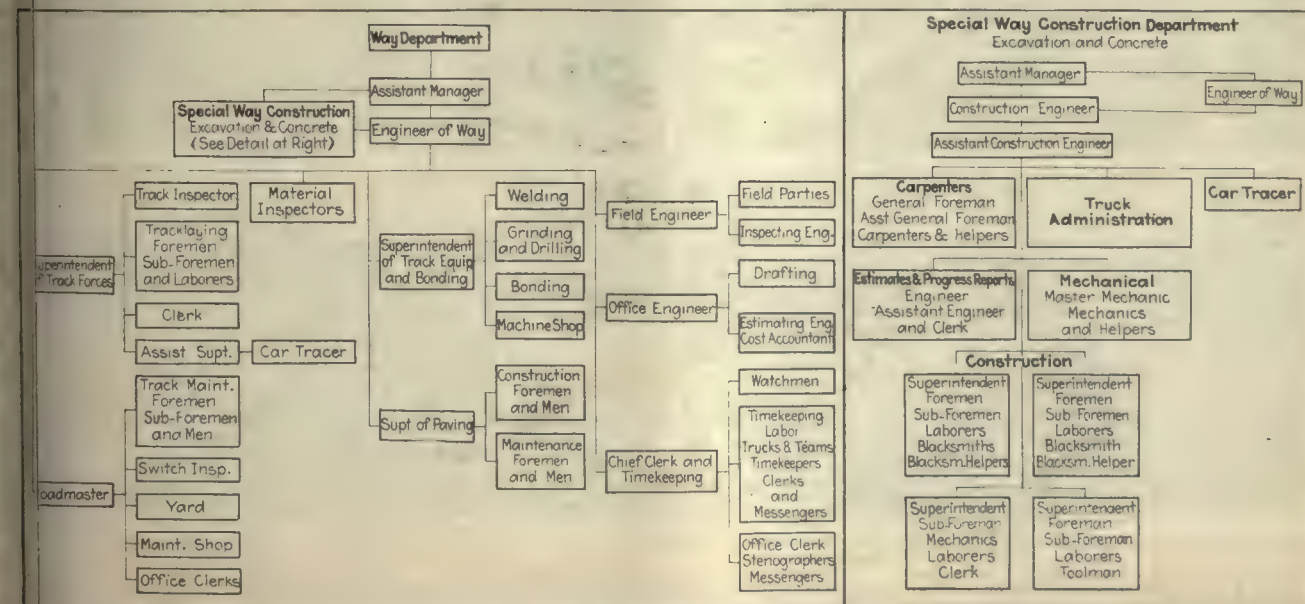 Way Department
Assistant Manager
Special Way Construction
Excavation & Concrete
(See Detail at Right)
Engineer of Way
Track Inspector
Material
Inspectors
Tracklaying
Foremen
Sub-Foremen
and Laborers
Superintendent
of Track Forces
Clerk
Assist Supt.
Car Tracer
Track Maint.
Foremen
Sub-Foremen
and Men
Switch Insp.
oadmaster
Yard
Maint. Shop
Office Clerks
Superintendent
of Track Equip
and Bonding
Welding
Grinding
and Drilling
Bonding
Machine Shop
Supt of Paving
Construction
Foremen
and Men
Maintenance
Foremen
and Men
Field Engineer
Field Parties
Inspecting Eng.
Office Engineer
Drafting
Estimating Eng.
Cost Accountant
Chief Clerk and
Timekeeping
Watchmen
Timekeeping
Labor
Trucks & Teams
Timekeepers
Clerks
and
Messengers
Office Clerk
Stenographers
Messengers
Special Way Construction Department
Excavation and Concrete
Assistant Manager
Engineer of Way
Construction Engineer
Assistant Construction Engineer
Carpenters
General Foreman
Asst General Foreman
Carpenters & Helpers
Truck
Administration
Car Tracer
Estimates & Progress Reports
Engineer
Assistant Engineer
and Clerk
Mechanical
Master Mechanic
Mechanics
and Helpers
Construction
Superintendent
Foremen
Sub-Foremen
Laborers
Blacksmiths
Blacksm. Helpers
Superintendent
Foremen
Sub Foremen
Laborers
Blacksmith
Blacksm. Helper
Superintendent
Sub-Foreman
Mechanics
Laborers
Clerk
Superintendent
Foreman
Sub-Foreman
Laborers
Toolman